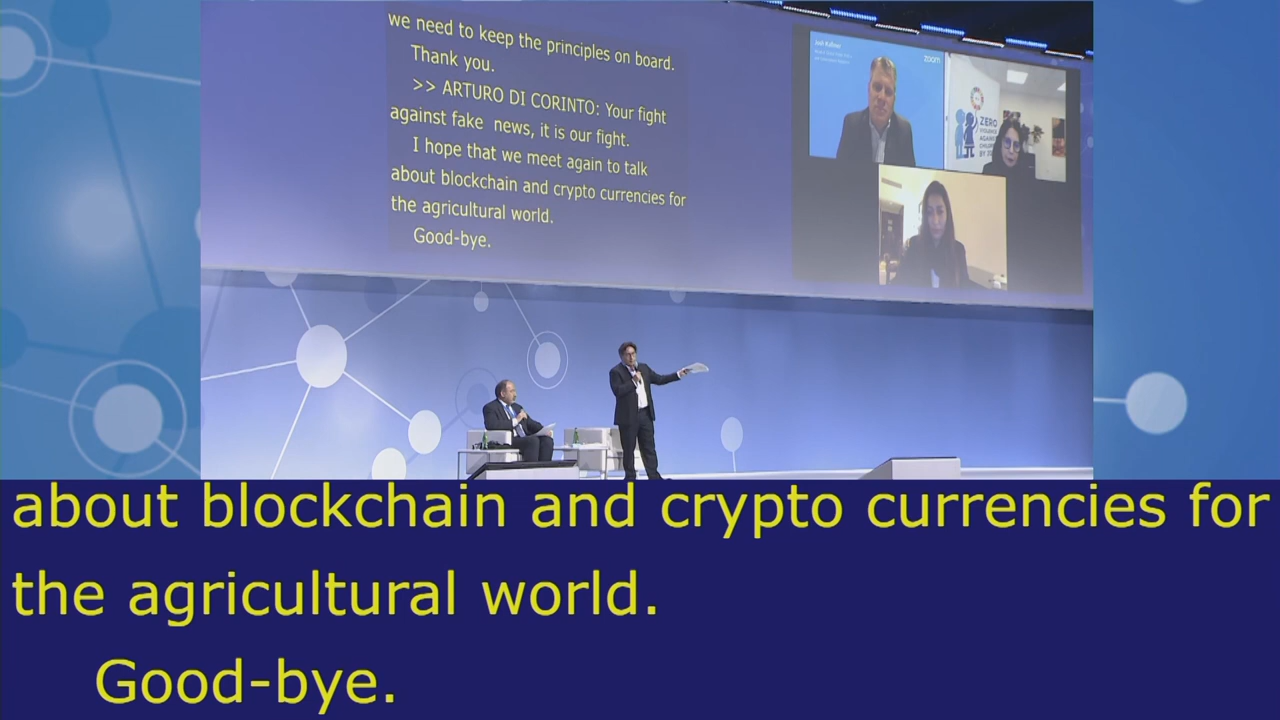 we need to keep the principles on board.
Thank you.
>> ARTURO DI CORINTO: Your fight
against fake news, it is our fight.
I hope that we meet again to talk
about blockchain and crypto currencies for
the agricultural world.
Good-bye.
zoom
ZERO
about blockchain and crypto currencies for
the agricultural world.
Good-bye.